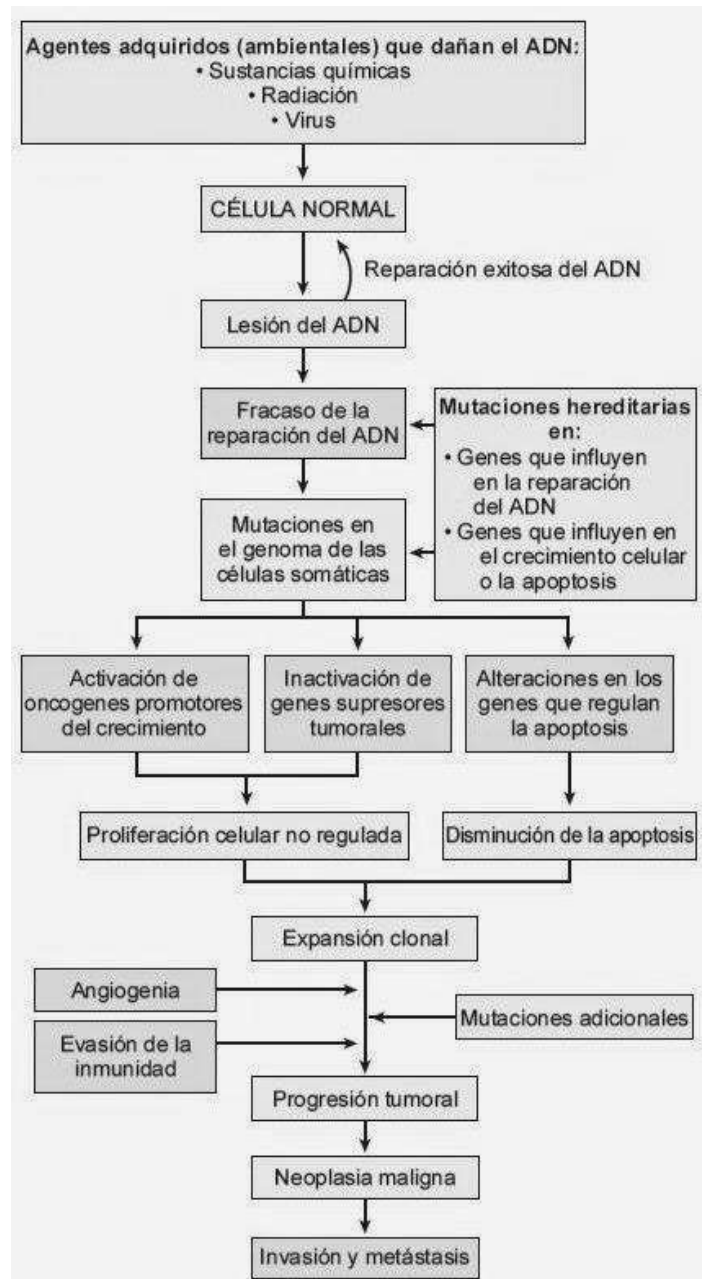 Agentes adquiridos (ambientales) que dañan el ADN:
• Sustancias químicas
• Radiación
• Virus
CÉLULA NORMAL
Reparación exitosa del ADN
Lesión del ADN
Fracaso de la
reparación del ADN
Mutaciones hereditarias
en:
• Genes que influyen
en la reparación
del ADN
• Genes que influyen en
el crecimiento celular
o la apoptosis
Mutaciones en
el genoma de las
células somáticas
Activación de
oncogenes promotores
del crecimiento
Inactivación de
genes supresores
tumorales
Alteraciones en los
genes que regulan
la apoptosis
Proliferación celular no regulada
Disminución de la apoptosis
Expansión clonal
Angiogenia
Mutaciones adicionales
Evasión de la
inmunidad
Progresión tumoral
Neoplasia maligna
Invasión y metástasis